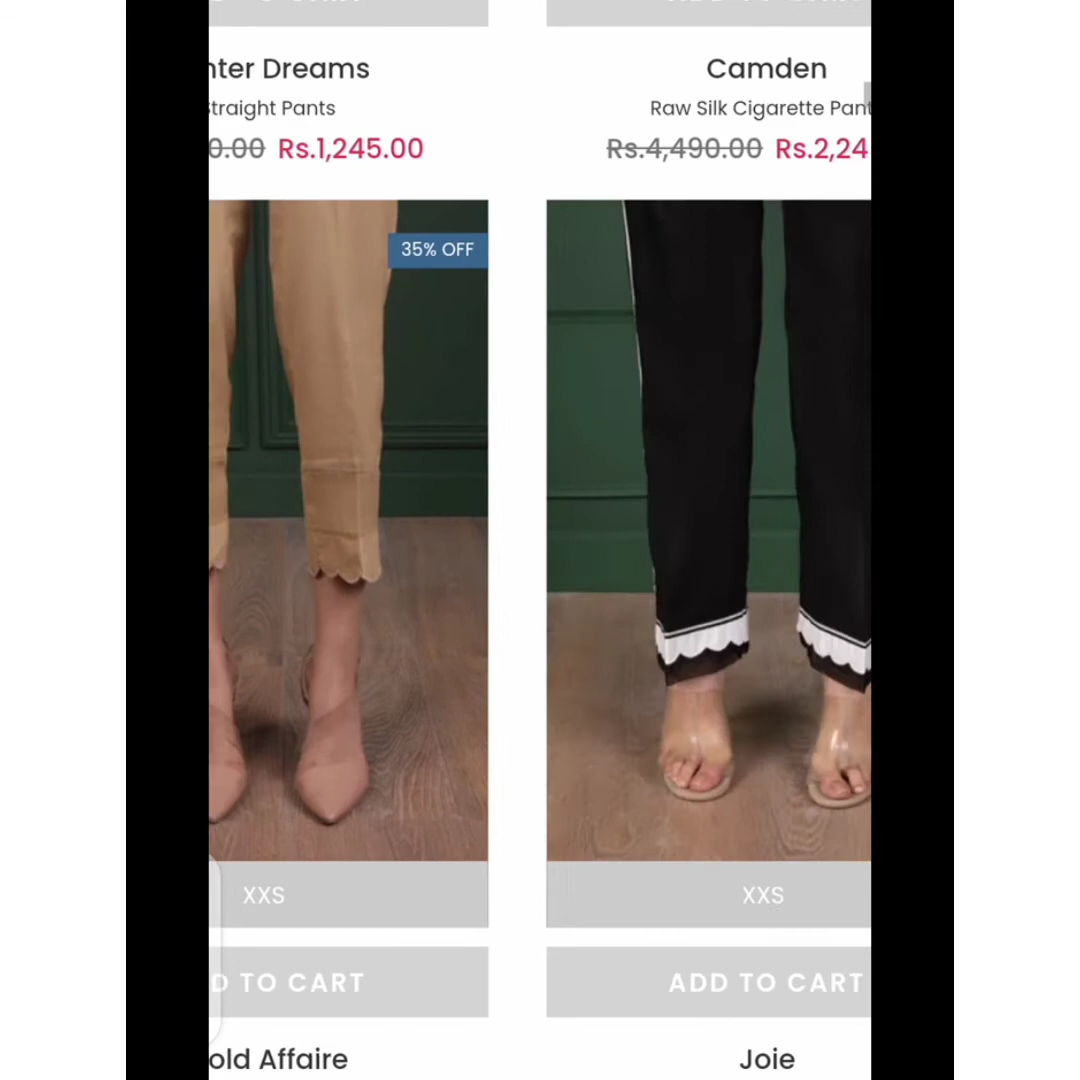 nter Dreams
Straight Pants
0.00 Rs.1,245.00
Camden
Raw Silk Cigarette Pant
Rs.4,490.00 Rs.2,24
35% OFF
XXS
XXS
D TO CART
ADD TO CART
old Affaire
Joie